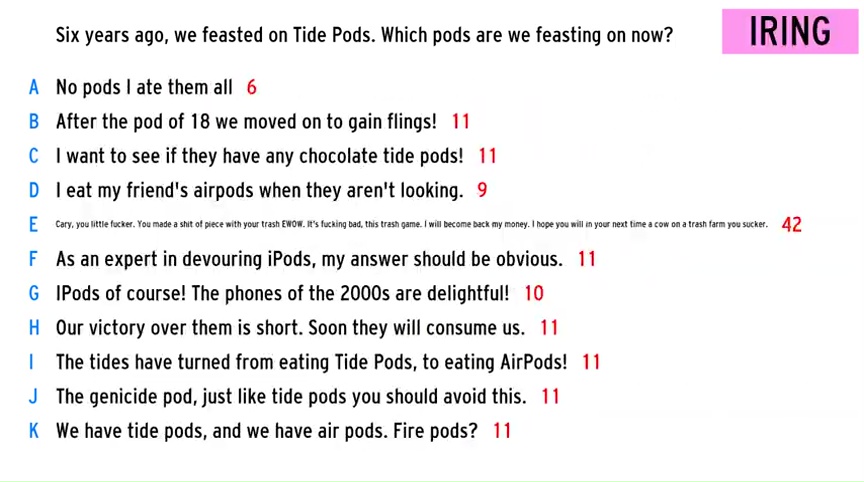 Six years ago, we feasted on Tide Pods. Which pods are we feasting on now?
IRING
A No pods I ate them all 6
B After the pod of 18 we moved on to gain flings! 11
C I want to see if they have any chocolate tide pods! 11
D I eat my friend's airpods when they aren't looking. 9
E Cary, you little fucker. You made a shit of piece with your trash EWOW. It's fucking bad, this trash game. I will become back my money. I hope you will in your next time a cow on a trash farm you sucker. 42
F As an expert in devouring iPods, my answer should be obvious. 11
G IPods of course! The phones of the 2000s are delightful! 10
H Our victory over them is short. Soon they will consume us. 11
I The tides have turned from eating Tide Pods, to eating AirPods! 11
J The genicide pod, just like tide pods you should avoid this. 11
K We have tide pods, and we have air pods. Fire pods? 11